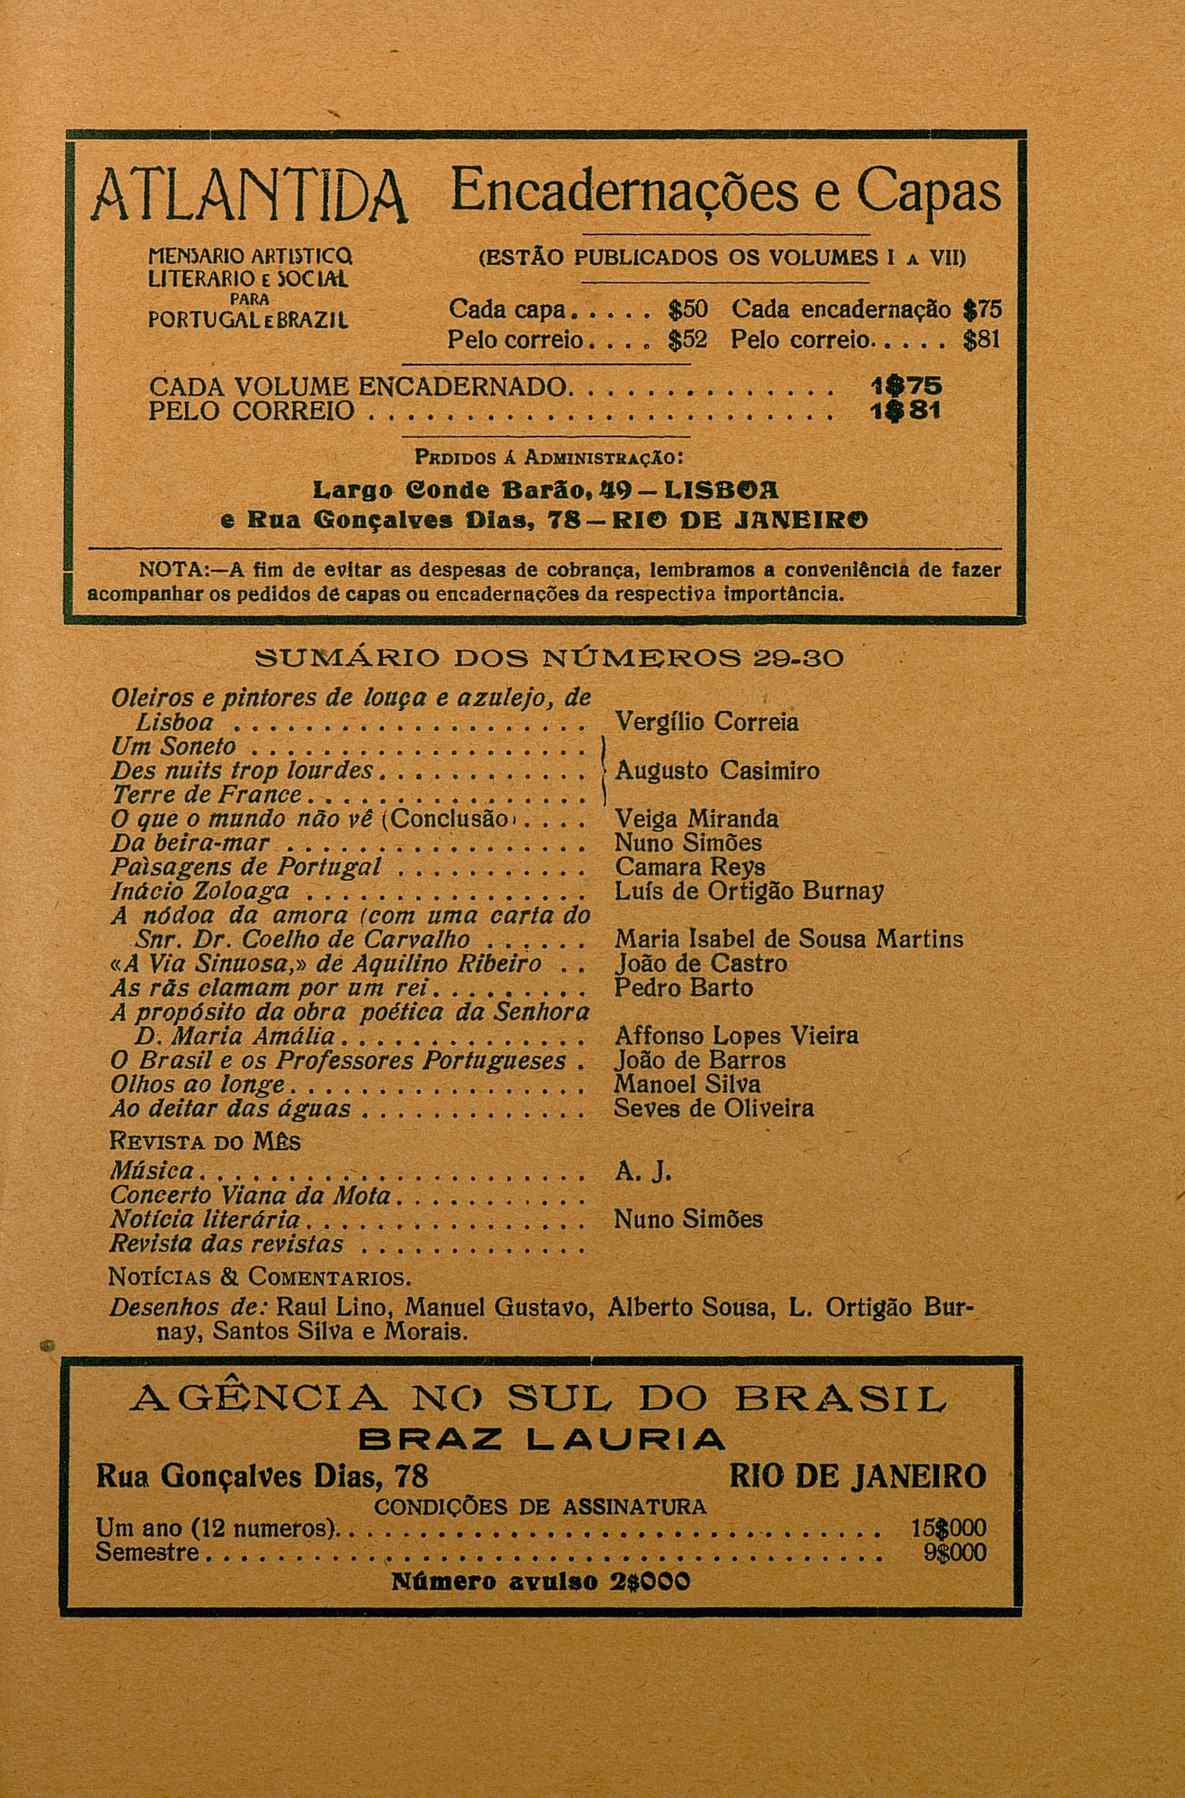 ATLANTIDA
MENSARIO ARTISTICO
LITERARIO E SOCIAL
PARA
PORTUGAL E BRAZIL
Encadernações e Capas
(ESTÃO PUBLICADOS OS VOLUMES I A VII)
Cada capa. . . . . $50 Cada encadernação $75
Pelo correio. . . . $52 Pelo correio. . . . . $81
CADA VOLUME ENCADERNADO. . . . . . . . . . . . . . 1$75
PELO CORREIO . . . . . . . . . . . . . . . . . . . . . . . . 1$81
PEDIDOS Á ADMINISTRAÇÃO:
Largo Conde Barão, 49 — LISBOA
e Rua Gonçalves Dias, 78 — RIO DE JANEIRO
NOTA:—A fim de evitar as despesas de cobrança, lembramos a conveniência de fazer
acompanhar os pedidos de capas ou encadernações da respectiva importância.
SUMÁRIO DOS NÚMEROS 29-30
Oleiros e pintores de louça e azulejo, de
Lisboa . . . . . . . . . . . . . . . . . . . . Vergílio Correia
Um Soneto . . . . . . . . . . . . . . . . . . .
Des nuits trop lourdes. . . . . . . . . . . . Augusto Casimiro
Terre de France. . . . . . . . . . . . . . . .
O que o mundo não vê (Conclusão). . . . Veiga Miranda
Da beira-mar . . . . . . . . . . . . . . . . . Nuno Simões
Paisagens de Portugal . . . . . . . . . . . Camara Reys
Inácio Zoloaga . . . . . . . . . . . . . . . . Luís de Ortigão Burnay
A nódoa da amora (com uma carta do
Snr. Dr. Coelho de Carvalho . . . . . . Maria Isabel de Sousa Martins
«A Via Sinuosa,» de Aquilino Ribeiro . . João de Castro
As rãs clamam por um rei. . . . . . . . . Pedro Barto
A propósito da obra poética da Senhora
D. Maria Amália. . . . . . . . . . . . . . Affonso Lopes Vieira
O Brasil e os Professores Portugueses . João de Barros
Olhos ao longe. . . . . . . . . . . . . . . . . Manoel Silva
Ao deitar das águas . . . . . . . . . . . . . Seves de Oliveira
REVISTA DO MÊS
Música. . . . . . . . . . . . . . . . . . . . . . A. J.
Concerto Viana da Mota. . . . . . . . . . .
Notícia literária. . . . . . . . . . . . . . . . Nuno Simões
Revista das revistas . . . . . . . . . . . . .
NOTÍCIAS & COMENTARIOS.
Desenhos de: Raul Lino, Manuel Gustavo, Alberto Sousa, L. Ortigão Bur-
nay, Santos Silva e Morais.
AGÊNCIA NO SUL DO BRASIL
BRAZ LAURIA
Rua Gonçalves Dias, 78 RIO DE JANEIRO
CONDIÇÕES DE ASSINATURA
Um ano (12 numeros). . . . . . . . . . . . . . . . . . . . . . . . . . . . . . 15$000
Semestre. . . . . . . . . . . . . . . . . . . . . . . . . . . . . . . . . . . . . . 9$000
Número avulso 2$000